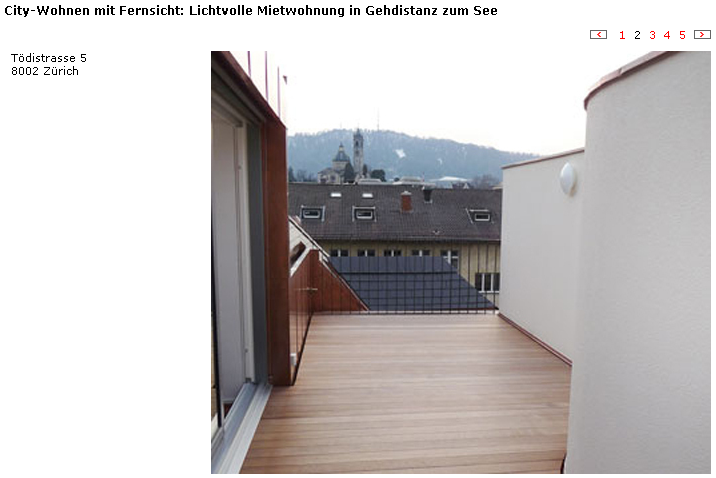 City-Wohnen mit Fernsicht: Lichtvolle Mietwohnung in Gehdistanz zum See
< 1 2 3 4 5 >
Tödistrasse 5
8002 Zürich